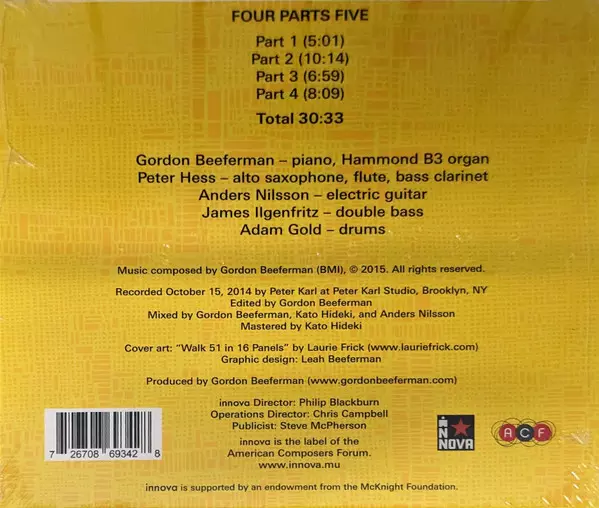 FOUR PARTS FIVE
Part 1 (5:01)
Part 2 (10:14)
Part 3 (6:59)
Part 4 (8:09)
Total 30:33
Gordon Beeferman – piano, Hammond B3 organ
Peter Hess – alto saxophone, flute, bass clarinet
Anders Nilsson – electric guitar
James Ilgenfritz – double bass
Adam Gold – drums
Music composed by Gordon Beeferman (BMI), © 2015. All rights reserved.
Recorded October 15, 2014 by Peter Karl at Peter Karl Studio, Brooklyn, NY
Edited by Gordon Beeferman
Mixed by Gordon Beeferman, Kato Hideki, and Anders Nilsson
Mastered by Kato Hideki
Cover art: “Walk 51 in 16 Panels” by Laurie Frick (www.lauriefrick.com)
Graphic design: Leah Beeferman
Produced by Gordon Beeferman (www.gordonbeeferman.com)
innova Director: Philip Blackburn
Operations Director: Chris Campbell
Publicist: Steve McPherson
innova is the label of the
American Composers Forum.
www.innova.mu
innova is supported by an endowment from the McKnight Foundation.
7 26708 69342 8
IN
NOVA
ACF